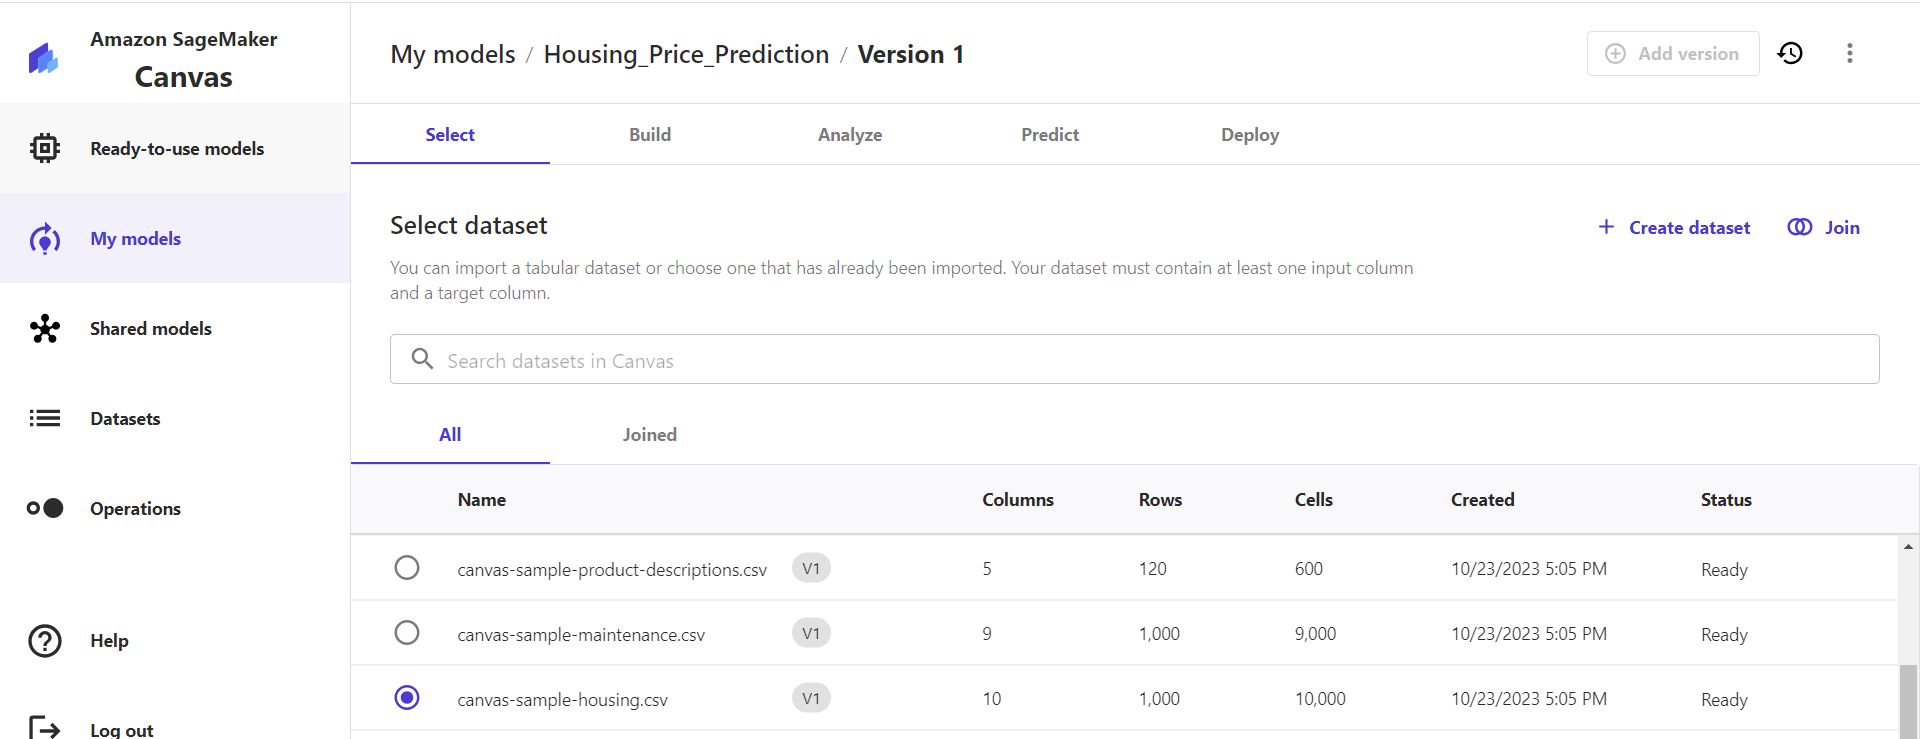 Amazon SageMaker
Canvas
My models / Housing_Price_Prediction / Version 1
Add version
Ready-to-use models
My models
Shared models
Datasets
Operations
Help
Log out
Select Build Analyze Predict Deploy
Select dataset
Create dataset Join
You can import a tabular dataset or choose one that has already been imported. Your dataset must contain at least one input column
and a target column.
Search datasets in Canvas
All Joined
Name Columns Rows Cells Created Status
canvas-sample-product-descriptions.csv V1 5 120 600 10/23/2023 5:05 PM Ready
canvas-sample-maintenance.csv V1 9 1,000 9,000 10/23/2023 5:05 PM Ready
canvas-sample-housing.csv V1 10 1,000 10,000 10/23/2023 5:05 PM Ready